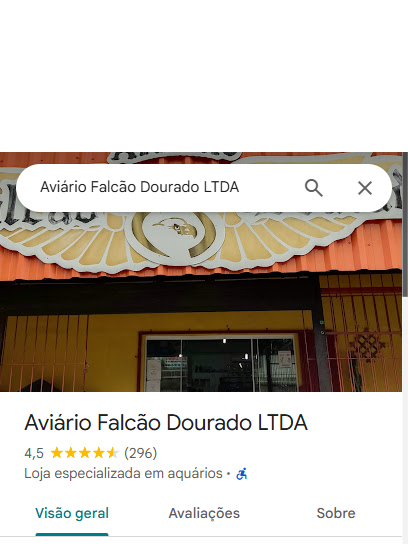 Aviário Falcão Dourado LTDA
Aviário Falcão Dourado LTDA
4,5 (296)
Loja especializada em aquários ·
Visão geral Avaliações Sobre